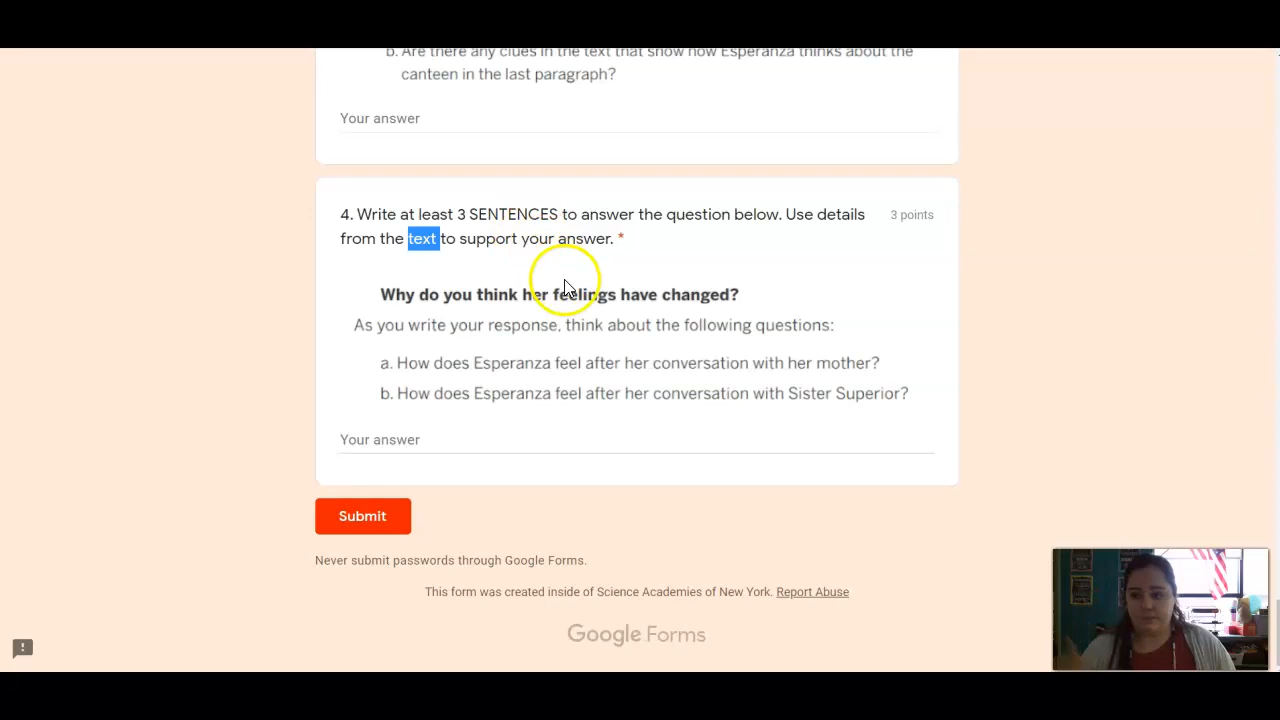 b. Are there any clues in the text that show how Esperanza thinks about the
canteen in the last paragraph?
Your answer
4. Write at least 3 SENTENCES to answer the question below. Use details
from the text to support your answer. *
3 points
Why do you think her feelings have changed?
As you write your response, think about the following questions:
a. How does Esperanza feel after her conversation with her mother?
b. How does Esperanza feel after her conversation with Sister Superior?
Your answer
Submit
Never submit passwords through Google Forms.
This form was created inside of Science Academies of New York. Report Abuse
Google Forms